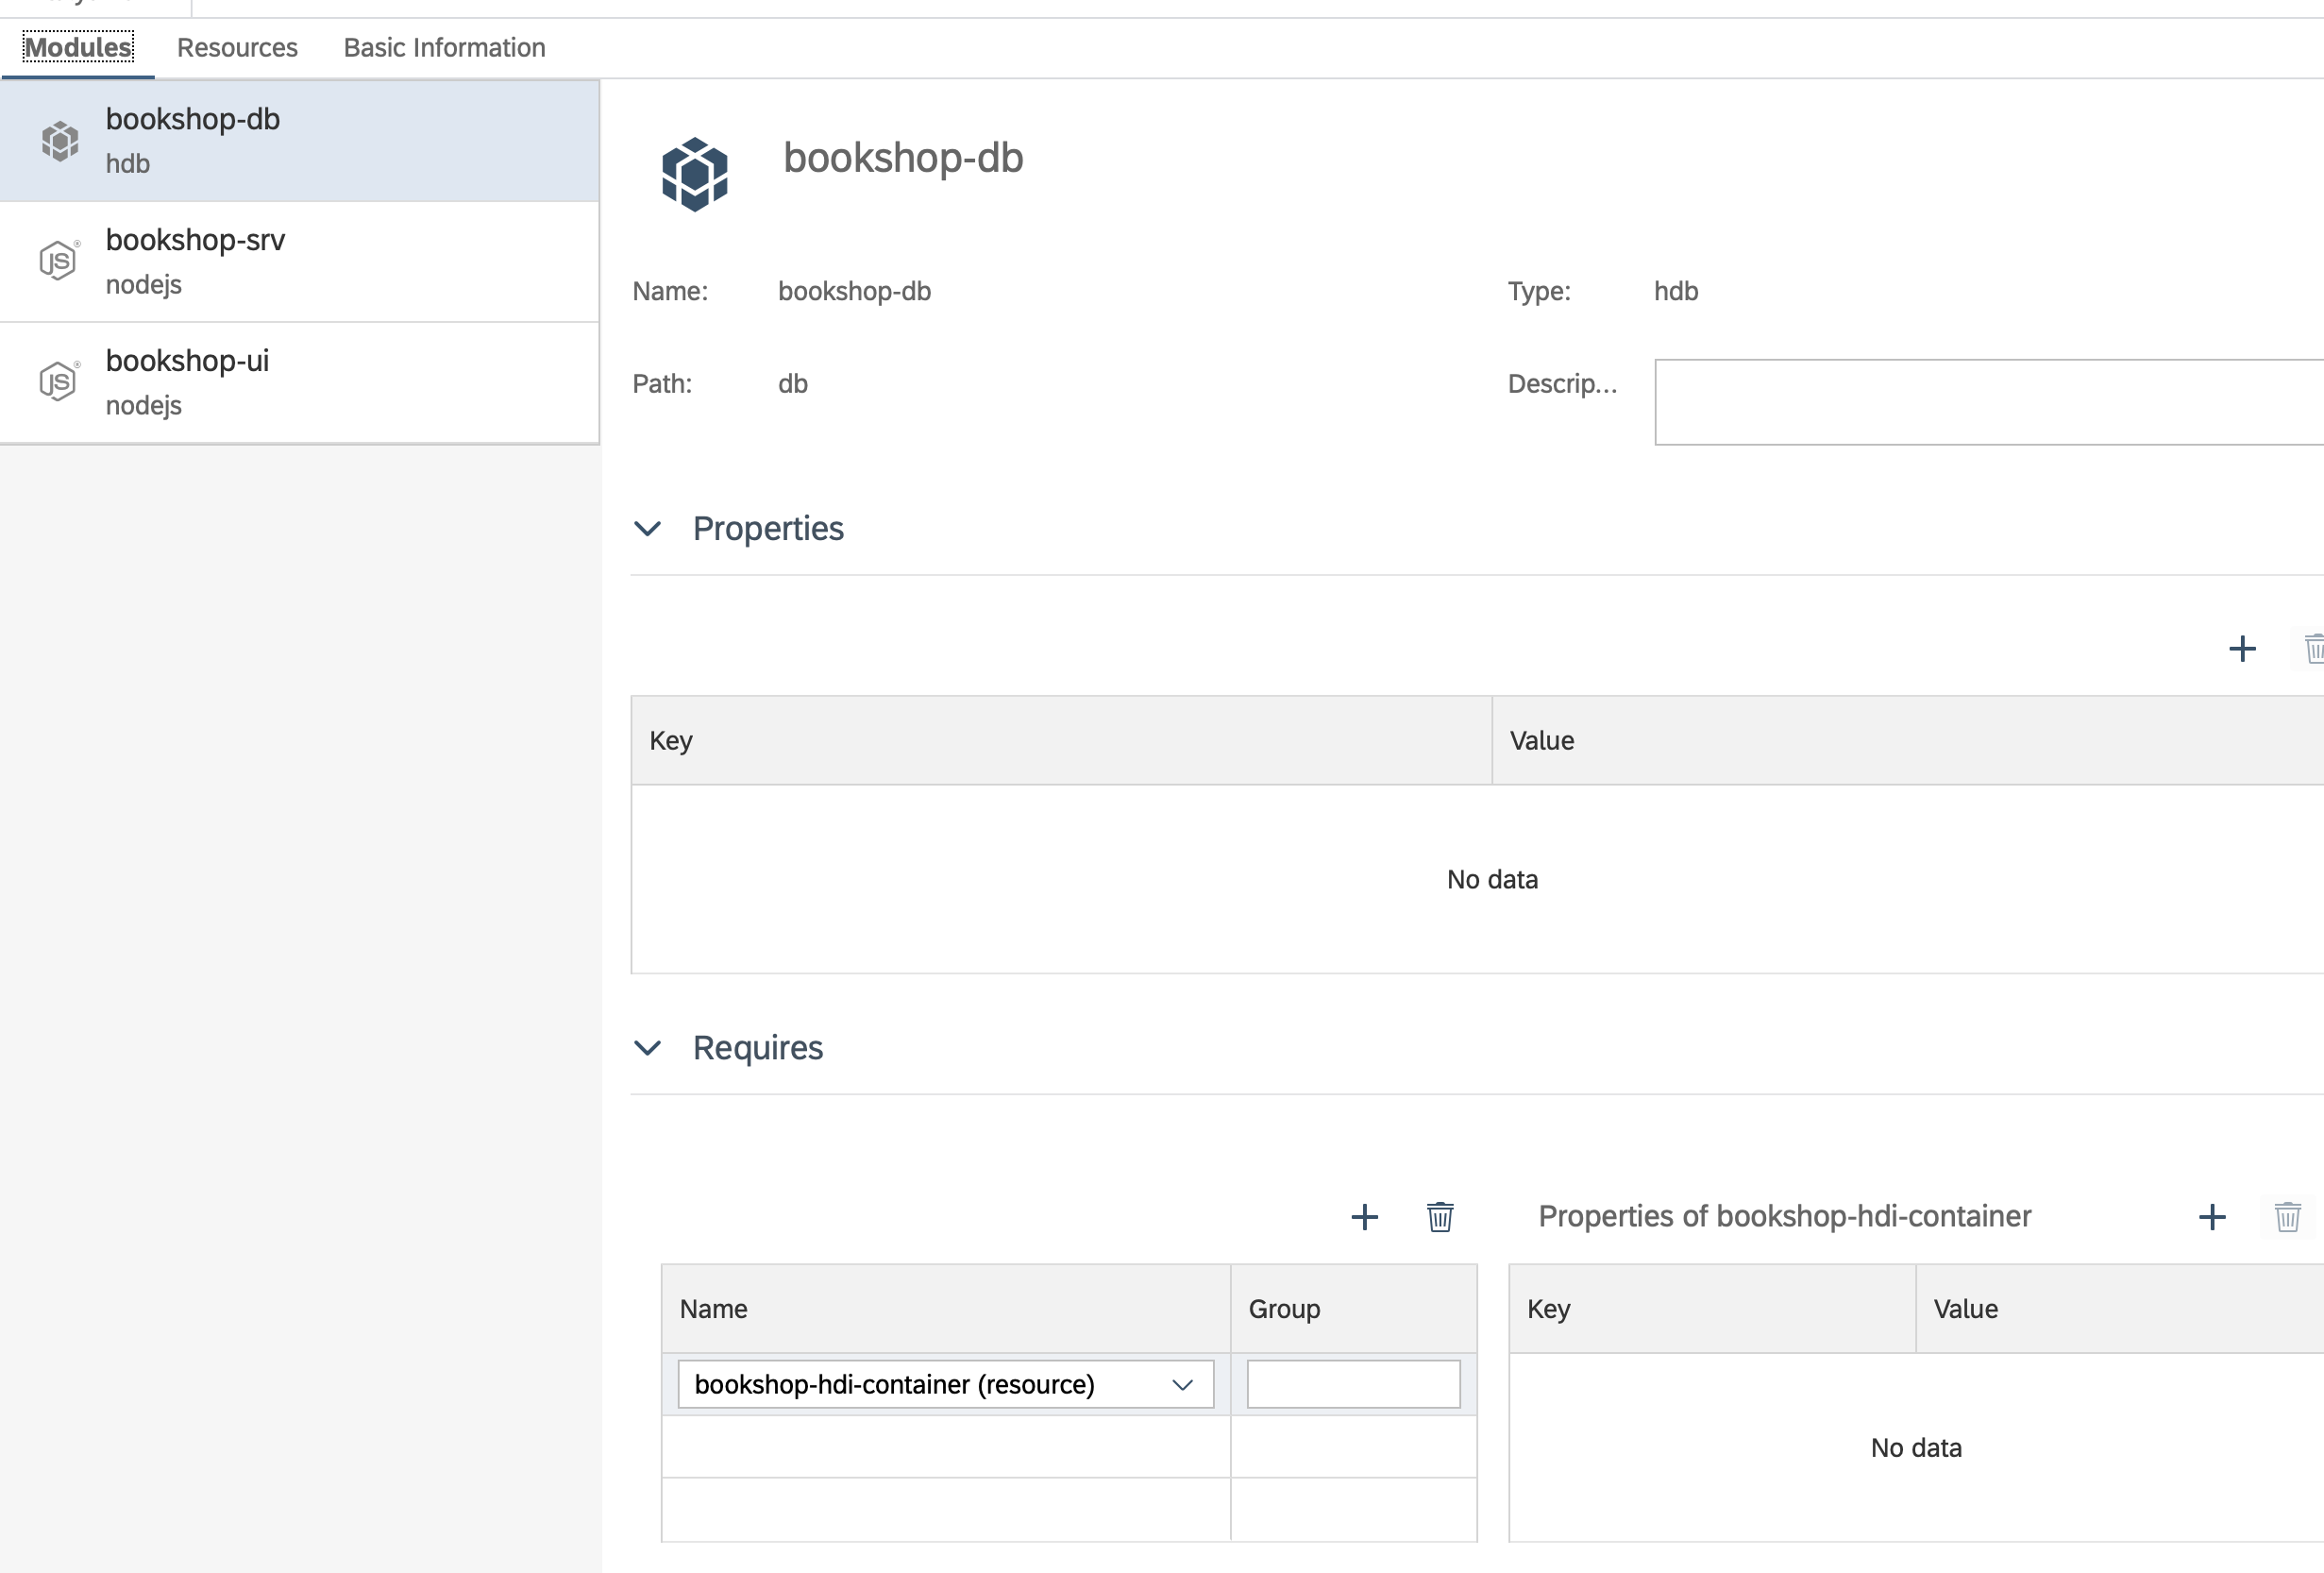 Modules Resources Basic Information
bookshop-db
hdb
bookshop-srv
nodejs
bookshop-ui
nodejs
bookshop-db
Name: bookshop-db Type: hdb
Path: db Descrip...
Properties
Key Value
No data
Requires
Properties of bookshop-hdi-container
Name Group Key Value
bookshop-hdi-container (resource)
No data